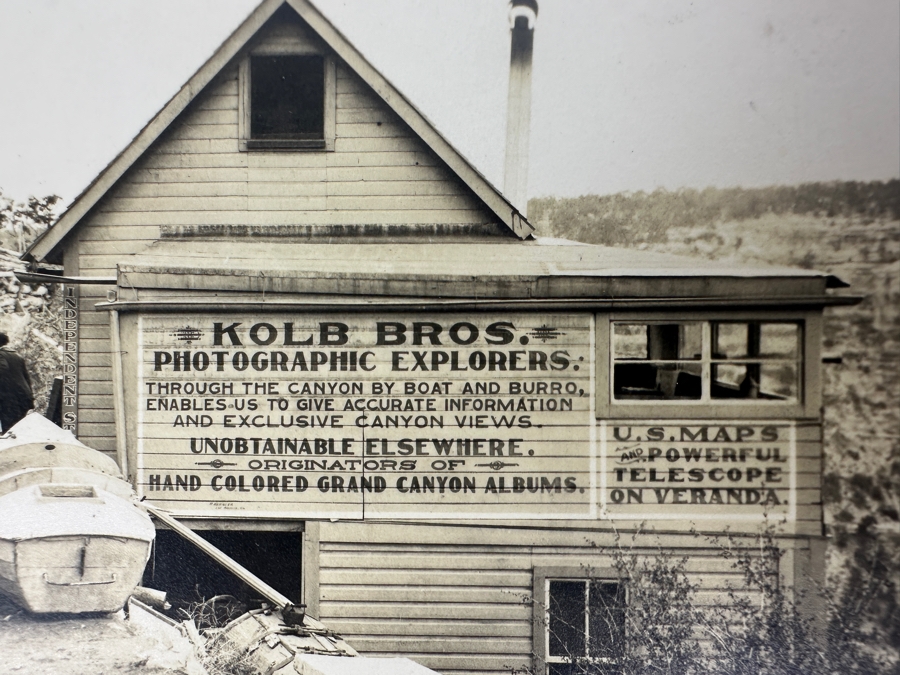 KOLB BROS.
PHOTOGRAPHIC EXPLORERS.
THROUGH THE CANYON BY BOAT AND BURRO,
ENABLES US TO GIVE ACCURATE INFORMATION
AND EXCLUSIVE CANYON VIEWS.
UNOBTAINABLE ELSEWHERE.
ORIGINATORS OF
HAND COLORED GRAND CANYON ALBUMS.
U.S. MAPS
AND POWERFUL
TELESCOPE
ON VERANDA.
INDEPENDENT